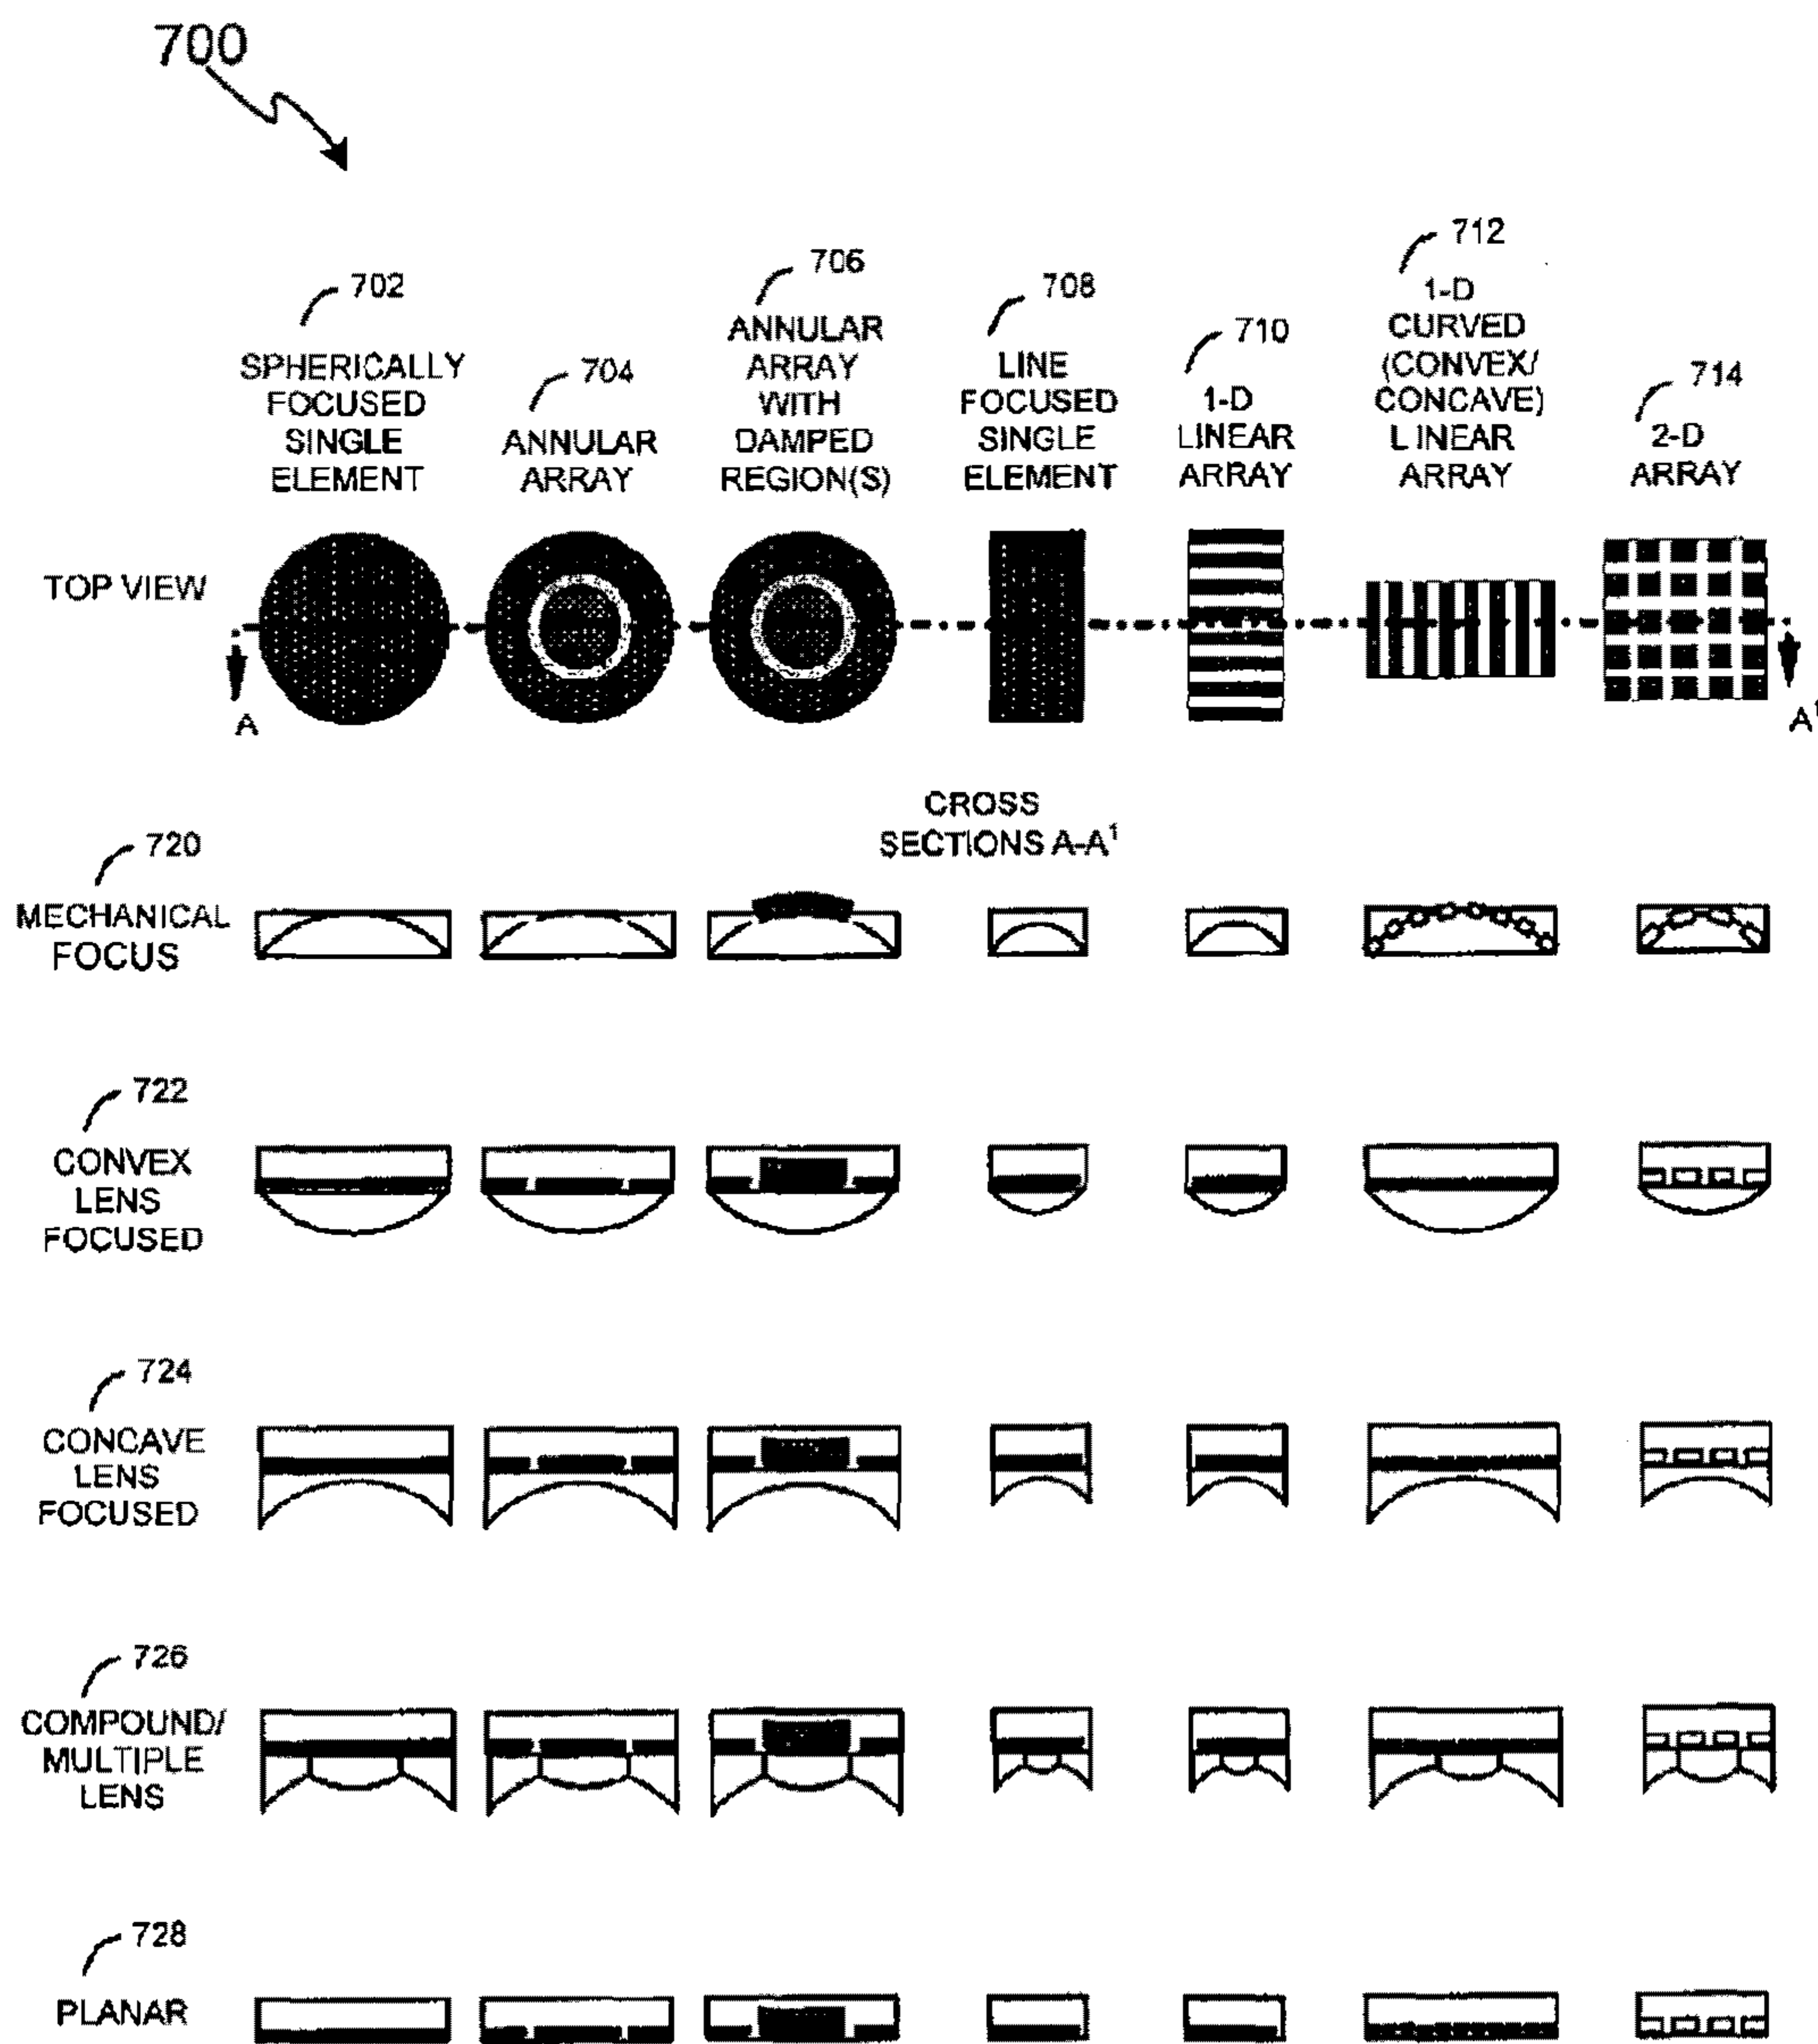 700
702
SPHERICALLY
FOCUSED
SINGLE
ELEMENT
704
ANNULAR
ARRAY
706
ANNULAR
ARRAY
WITH
DAMPED
REGION(S)
708
LINE
FOCUSED
SINGLE
ELEMENT
710
1-D
LINEAR
ARRAY
712
1-D
CURVED
(CONVEX/
CONCAVE)
LINEAR
ARRAY
714
2-D
ARRAY
TOP VIEW
A
A¹
CROSS
SECTIONS A-A¹
720
MECHANICAL
FOCUS
722
CONVEX
LENS
FOCUSED
724
CONCAVE
LENS
FOCUSED
726
COMPOUND/
MULTIPLE
LENS
728
PLANAR